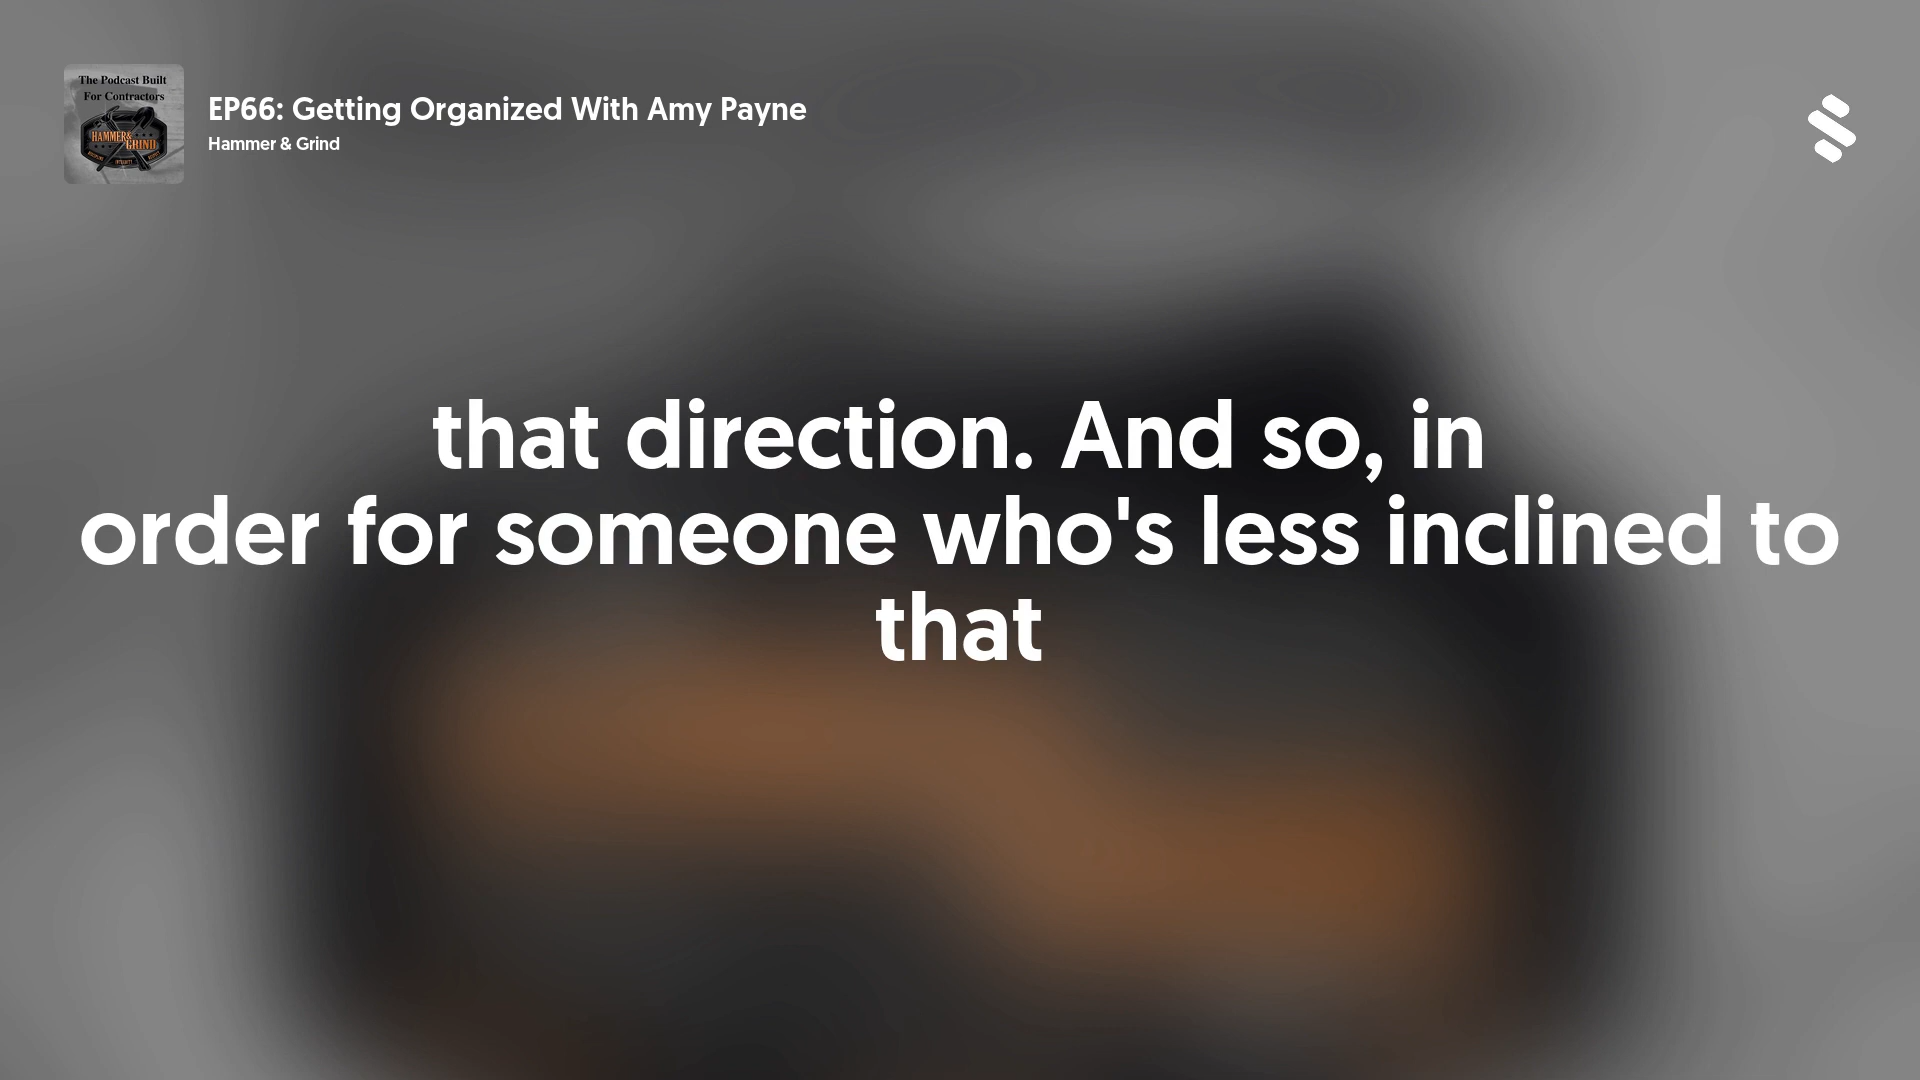 The Podcast Built
For Contractors
HAMMER&
GRIND
EP66: Getting Organized With Amy Payne
Hammer & Grind
that direction. And so, in
order for someone who's less inclined to
that